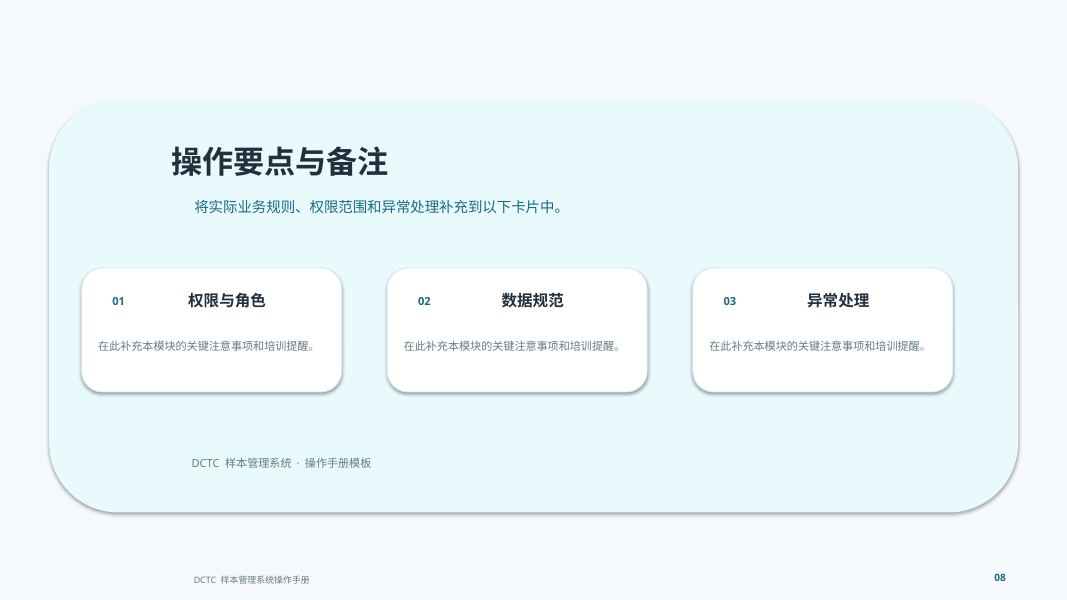 操作要点与备注
将实际业务规则、权限范围和异常处理补充到以下卡片中。
01 权限与角色
在此补充本模块的关键注意事项和培训提醒。
02 数据规范
在此补充本模块的关键注意事项和培训提醒。
03 异常处理
在此补充本模块的关键注意事项和培训提醒。
DCTC 样本管理系统 · 操作手册模板
DCTC 样本管理系统操作手册
08